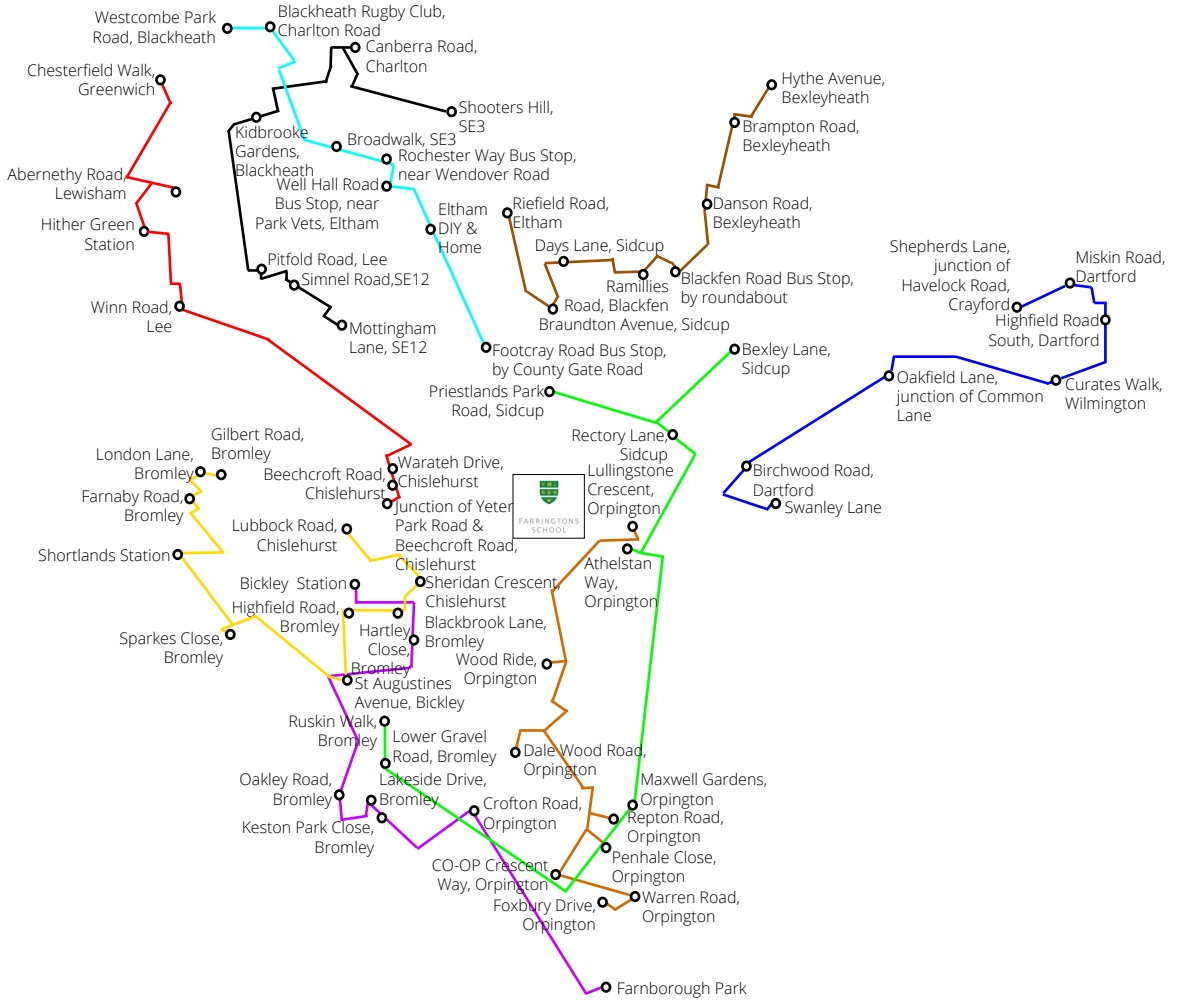 Westcombe Park
Road, Blackheath
Blackheath Rugby Club,
Charlton Road
Canberra Road,
Charlton
Chesterfield Walk,
Greenwich
Shooters Hill,
SE3
Hythe Avenue,
Bexleyheath
Brampton Road,
Bexleyheath
Kidbrooke
Gardens,
Blackheath
Broadwalk, SE3
Rochester Way Bus Stop,
near Wendover Road
Abernethy Road,
Lewisham
Well Hall Road
Bus Stop, near
Park Vets, Eltham
Eltham
DIY &
Home
Riefield Road,
Eltham
Danson Road,
Bexleyheath
Hither Green
Station
Days Lane, Sidcup
Shepherds Lane,
junction of
Havelock Road,
Crayford
Miskin Road,
Dartford
Pitfold Road, Lee
Simnel Road,SE12
Ramillies
Road, Blackfen
Blackfen Road Bus Stop,
by roundabout
Winn Road,
Lee
Mottingham
Lane, SE12
Braundton Avenue, Sidcup
Highfield Road
South, Dartford
Footcray Road Bus Stop,
by County Gate Road
Bexley Lane,
Sidcup
Priestlands Park
Road, Sidcup
Oakfield Lane,
junction of Common
Lane
Curates Walk,
Wilmington
Rectory Lane,
Sidcup
Gilbert Road,
Bromley
London Lane,
Bromley
Farnaby Road,
Bromley
Beechcroft Road,
Chislehurst
Warateh Drive,
Chislehurst
Junction of Yeter
Park Road &
Beechcroft Road,
Chislehurst
FARRINGTONS
SCHOOL
Lullingstone
Crescent,
Orpington
Birchwood Road,
Dartford
Swanley Lane
Lubbock Road,
Chislehurst
Shortlands Station
Athelstan
Way,
Orpington
Bickley Station
Sheridan Crescent,
Chislehurst
Highfield Road,
Bromley
Hartley
Close,
Bromley
Blackbrook Lane,
Bromley
Sparkes Close,
Bromley
Wood Ride,
Orpington
St Augustines
Avenue, Bickley
Ruskin Walk,
Bromley
Lower Gravel
Road, Bromley
Dale Wood Road,
Orpington
Oakley Road,
Bromley
Lakeside Drive,
Bromley
Keston Park Close,
Bromley
Crofton Road,
Orpington
Maxwell Gardens,
Orpington
Repton Road,
Orpington
Penhale Close,
Orpington
CO-OP Crescent
Way, Orpington
Foxbury Drive,
Orpington
Warren Road,
Orpington
Farnborough Park